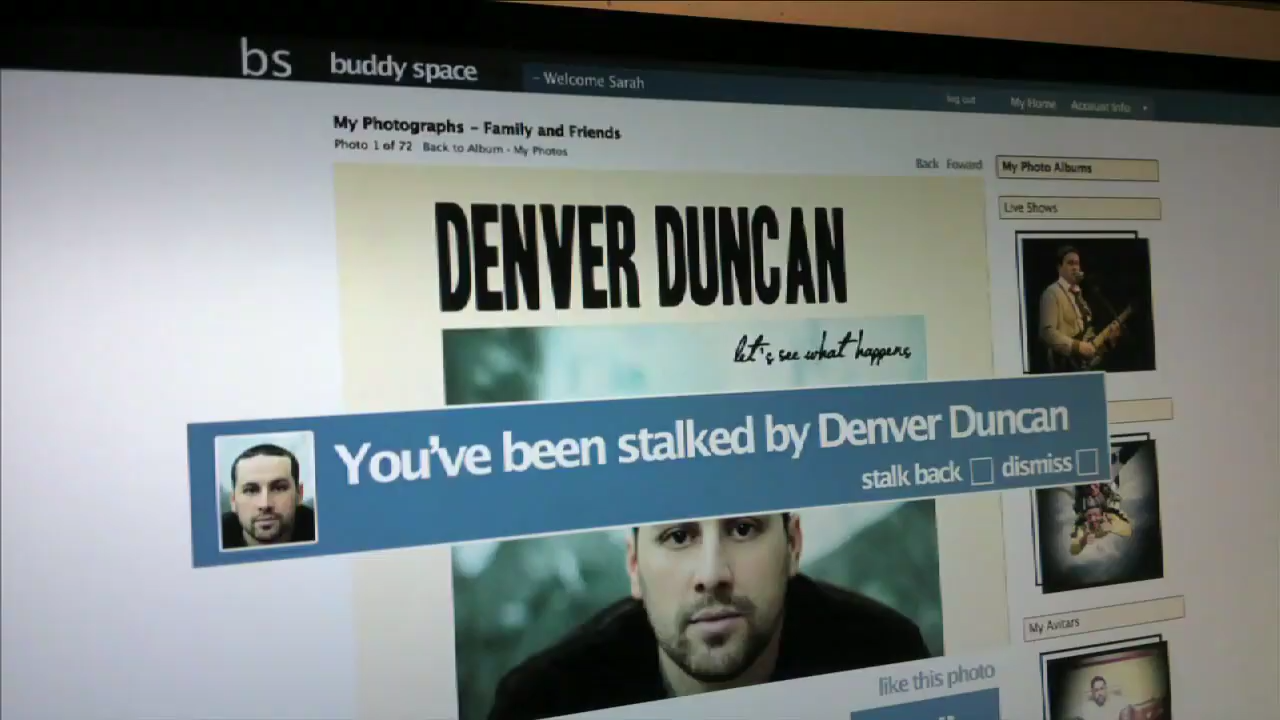 bs buddy space
– Welcome Sarah
log out My Home Account Info.
My Photographs – Family and Friends
Photo 1 of 72 Back to Album - My Photos
Back Foward
My Photo Albums
Live Shows
DENVER DUNCAN
let's see what happens
You've been stalked by Denver Duncan
stalk back dismiss
My Avitars
like this photo